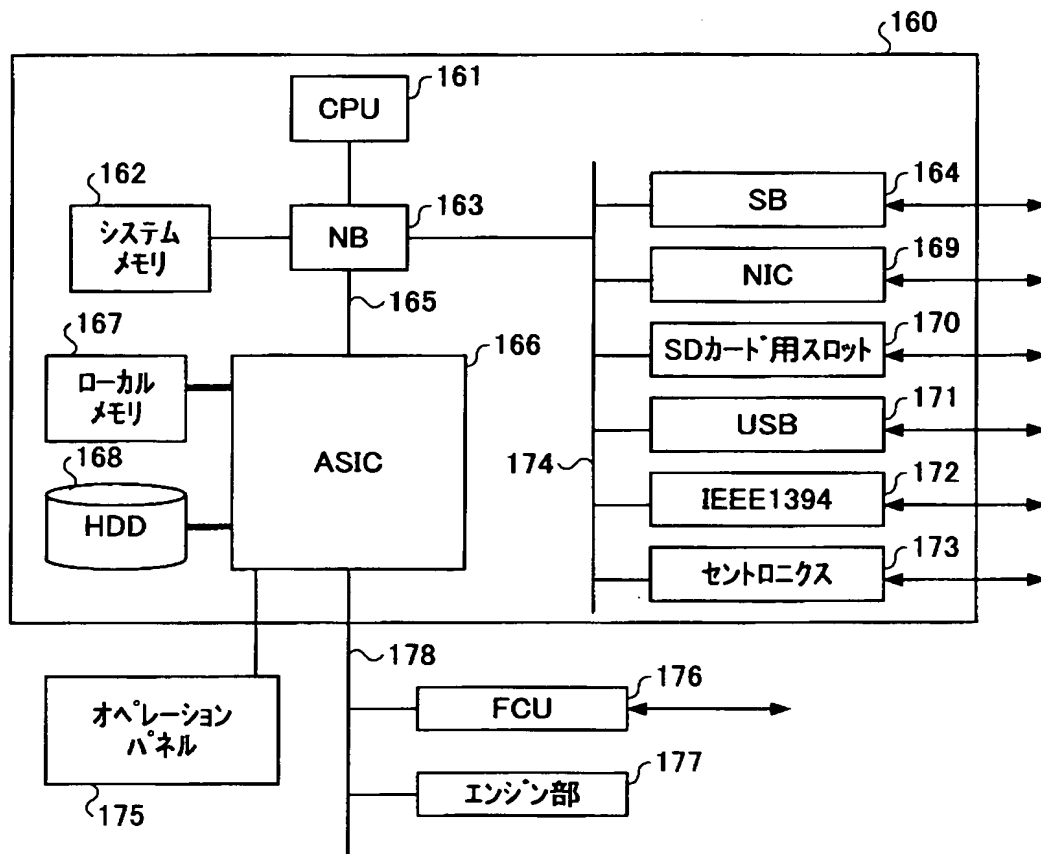 160
161
CPU
162
システム
メモリ
163
NB
164
SB
165
169
NIC
167
ローカル
メモリ
166
ASIC
170
SDカード用スロット
171
USB
168
HDD
174
172
IEEE1394
173
セントロニクス
178
オペレーション
パネル
175
176
FCU
177
エンジン部